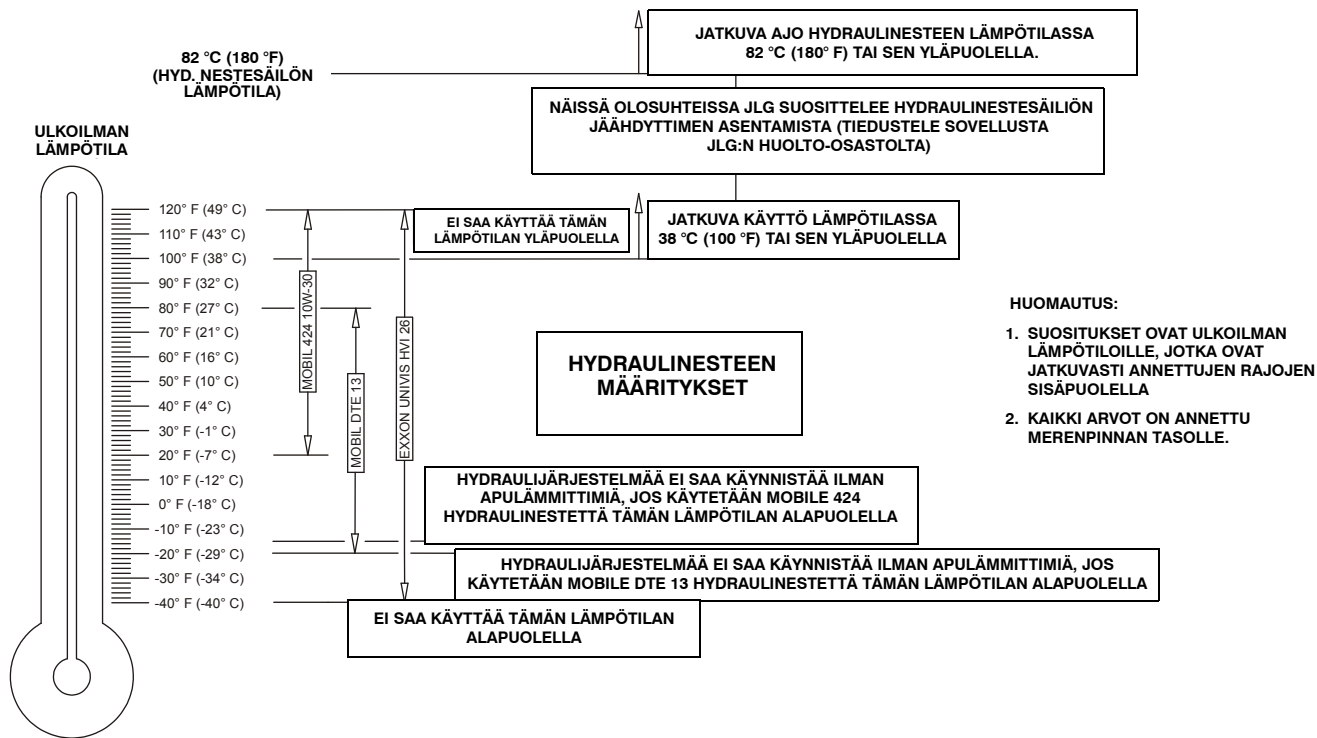 82 °C (180 °F)
(HYD. NESTESÄILÖN
LÄMPÖTILA)
JATKUVA AJO HYDRAULINESTEEN LÄMPÖTILASSA
82 °C (180° F) TAI SEN YLÄPUOLELLA.
NÄISSÄ OLOSUHTEISSA JLG SUOSITTELEE HYDRAULINESTESÄILIÖN
JÄÄHDYTTIMEN ASENTAMISTA (TIEDUSTELE SOVELLUSTA
JLG:N HUOLTO-OSASTOLTA)
ULKOILMAN
LÄMPÖTILA
120° F (49° C)
110° F (43° C)
100° F (38° C)
90° F (32° C)
80° F (27° C)
70° F (21° C)
60° F (16° C)
50° F (10° C)
40° F (4° C)
30° F (-1° C)
20° F (-7° C)
10° F (-12° C)
0° F (-18° C)
-10° F (-23° C)
-20° F (-29° C)
-30° F (-34° C)
-40° F (-40° C)
MOBIL 424 10W-30
MOBIL DTE 13
EXXON UNIVIS HVI 26
EI SAA KÄYTTÄÄ TÄMÄN
LÄMPÖTILAN YLÄPUOLELLA
JATKUVA KÄYTTÖ LÄMPÖTILASSA
38 °C (100 °F) TAI SEN YLÄPUOLELLA
HYDRAULINESTEEN
MÄÄRITYKSET
HUOMAUTUS:
1. SUOSITUKSET OVAT ULKOILMAN
LÄMPÖTILOILLE, JOTKA OVAT
JATKUVASTI ANNETTUJEN RAJOJEN
SISÄPUOLELLA
2. KAIKKI ARVOT ON ANNETTU
MERENPINNAN TASOLLE.
HYDRAULIJÄRJESTELMÄÄ EI SAA KÄYNNISTÄÄ ILMAN
APULÄMMITTIMIÄ, JOS KÄYTETÄÄN MOBILE 424
HYDRAULINESTETTÄ TÄMÄN LÄMPÖTILAN ALAPUOLELLA
HYDRAULIJÄRJESTELMÄÄ EI SAA KÄYNNISTÄÄ ILMAN APULÄMMITTIMIÄ, JOS
KÄYTETÄÄN MOBILE DTE 13 HYDRAULINESTETTÄ TÄMÄN LÄMPÖTILAN ALAPUOLELLA
EI SAA KÄYTTÄÄ TÄMÄN LÄMPÖTILAN
ALAPUOLELLA